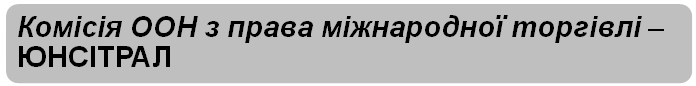 Комісія ООН з права міжнародної торгівлі –
ЮНСІТРАЛ